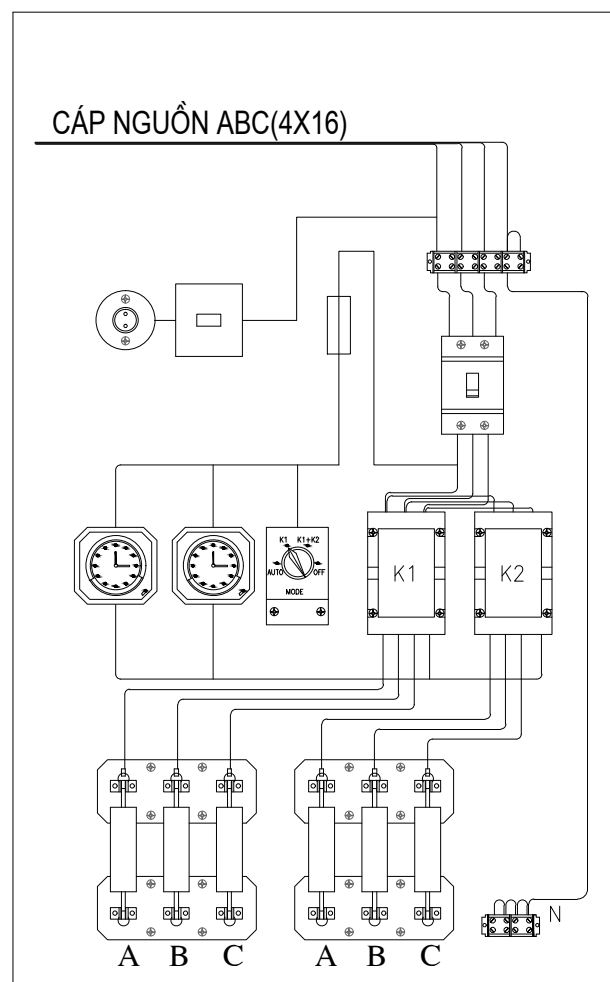 CÁP NGUỒN ABC(4X16)
K1 K1+K2
AUTO OFF
MODE
K1 K2
N
A B C A B C